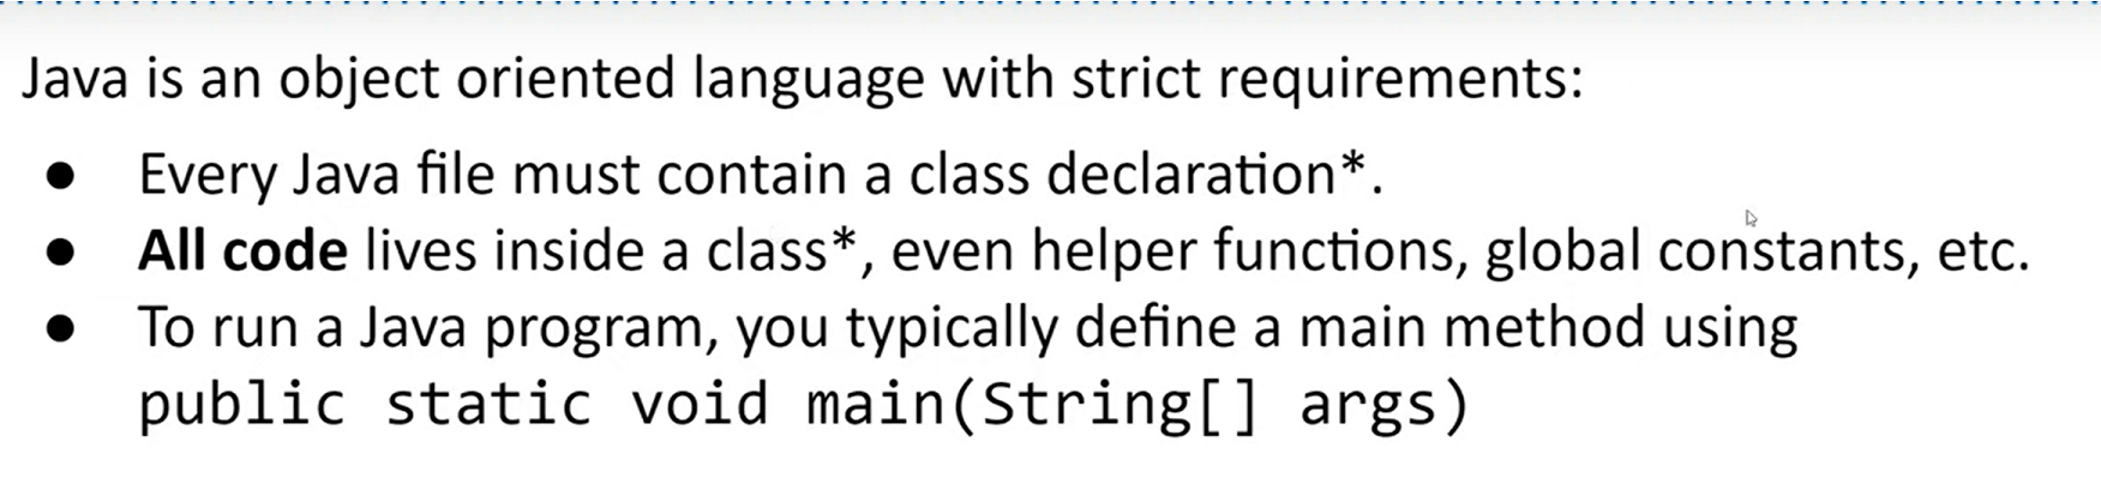 Java is an object oriented language with strict requirements:
● Every Java file must contain a class declaration*.
● All code lives inside a class*, even helper functions, global constants, etc.
● To run a Java program, you typically define a main method using
public static void main(String[] args)